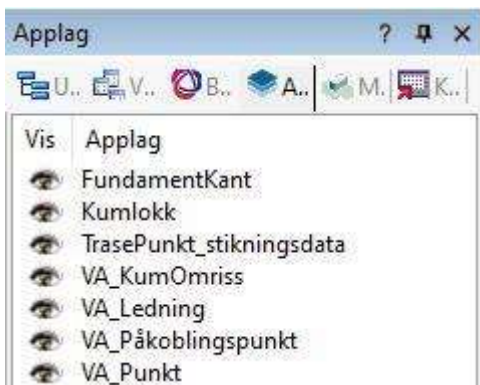 Applag ?
U.. V.. B.. A.. M. K..
Vis Applag
FundamentKant
Kumlokk
TrasePunkt_stikningsdata
VA_KumOmriss
VA_Ledning
VA_Påkoblingspunkt
VA_Punkt